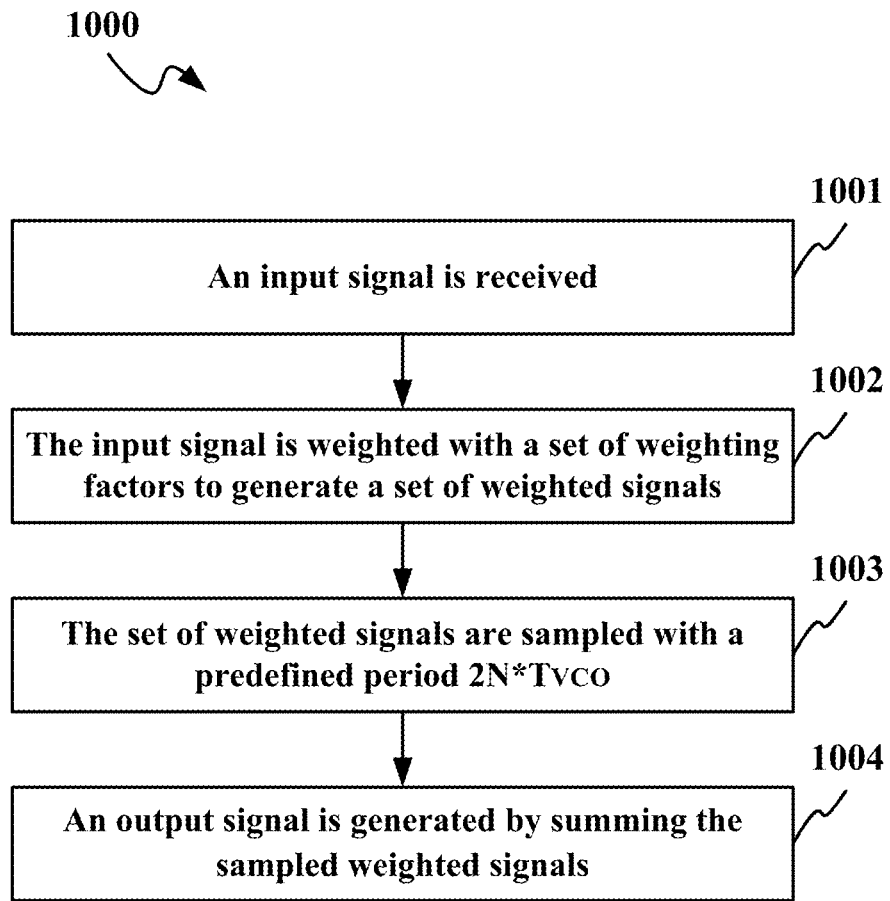 1000
1001
An input signal is received
1002
The input signal is weighted with a set of weighting
factors to generate a set of weighted signals
1003
The set of weighted signals are sampled with a
predefined period 2N*TVCO
1004
An output signal is generated by summing the
sampled weighted signals